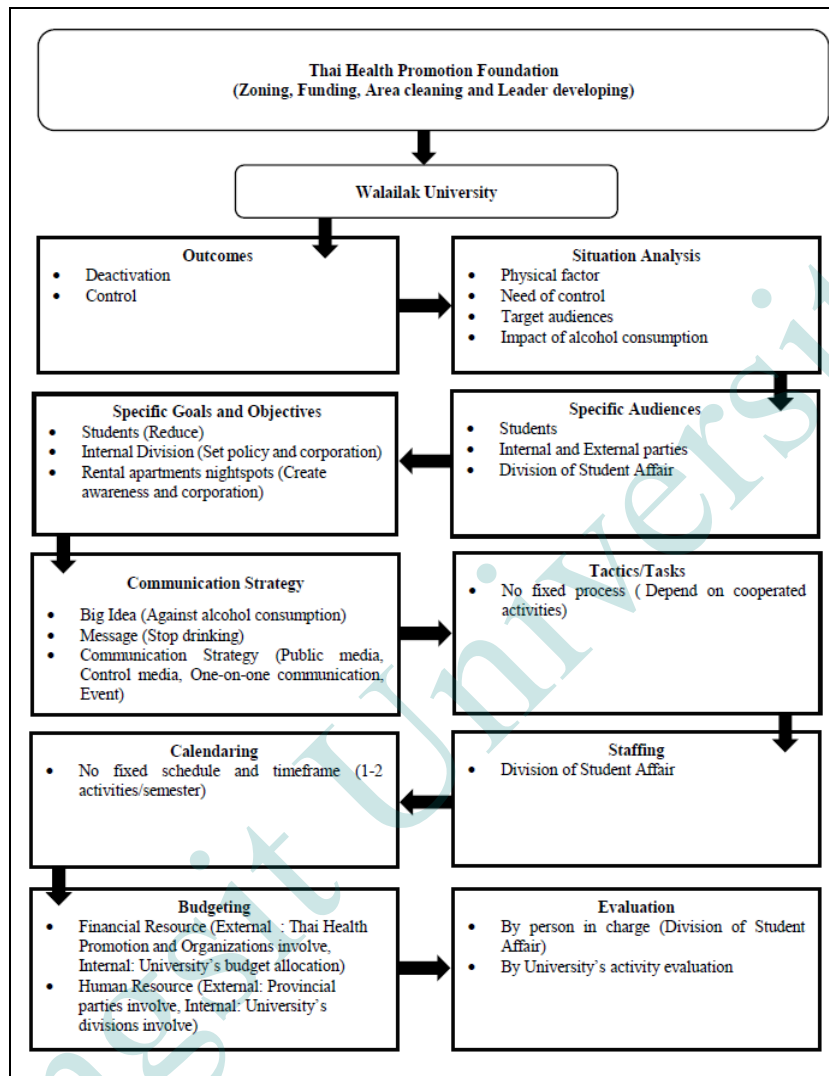 Thai Health Promotion Foundation
(Zoning, Funding, Area cleaning and Leader developing)
Walailak University
Outcomes
• Deactivation
• Control
Situation Analysis
• Physical factor
• Need of control
• Target audiences
• Impact of alcohol consumption
Specific Audiences
• Students
• Internal and External parties
• Division of Student Affair
Specific Goals and Objectives
• Students (Reduce)
• Internal Division (Set policy and corporation)
• Rental apartments nightspots (Create
awareness and corporation)
Communication Strategy
• Big Idea (Against alcohol consumption)
• Message (Stop drinking)
• Communication Strategy (Public media,
Control media, One-on-one communication,
Event)
Tactics/Tasks
• No fixed process ( Depend on cooperated
activities)
Staffing
• Division of Student Affair
Calendaring
• No fixed schedule and timeframe (1-2
activities/semester)
Budgeting
• Financial Resource (External : Thai Health
Promotion and Organizations involve,
Internal: University’s budget allocation)
• Human Resource (External: Provincial
parties involve, Internal: University’s
divisions involve)
Evaluation
• By person in charge (Division of Student
Affair)
• By University’s activity evaluation
ngsit Universit